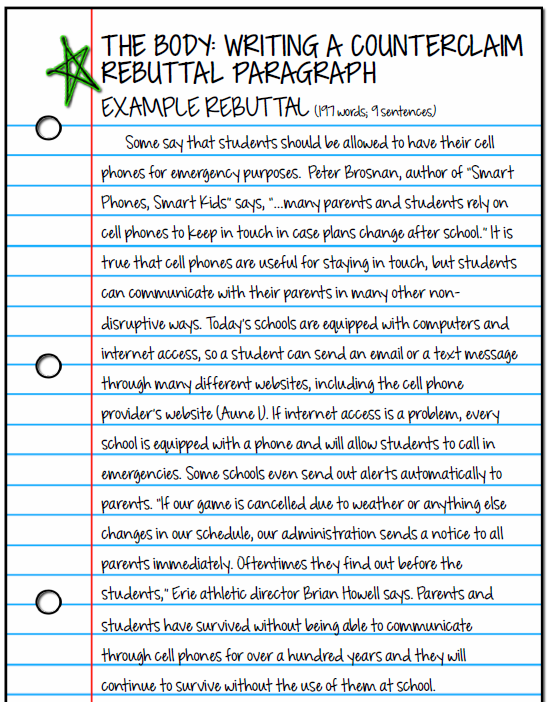 THE BODY: WRITING A COUNTERCLAIM
REBUTTAL PARAGRAPH
EXAMPLE REBUTTAL (197 words; 9 sentences)
Some say that students should be allowed to have their cell
phones for emergency purposes. Peter Brosnan, author of "Smart
Phones, Smart Kids" says, "...many parents and students rely on
cell phones to keep in touch in case plans change after school." It is
true that cell phones are useful for staying in touch, but students
can communicate with their parents in many other non-
disruptive ways. Today's schools are equipped with computers and
internet access, so a student can send an email or a text message
through many different websites, including the cell phone
provider's website (Aune 1). If internet access is a problem, every
school is equipped with a phone and will allow students to call in
emergencies. Some schools even send out alerts automatically to
parents. "If our game is cancelled due to weather or anything else
changes in our schedule, our administration sends a notice to all
parents immediately. Oftentimes they find out before the
students," Erie athletic director Brian Howell says. Parents and
students have survived without being able to communicate
through cell phones for over a hundred years and they will
continue to survive without the use of them at school.